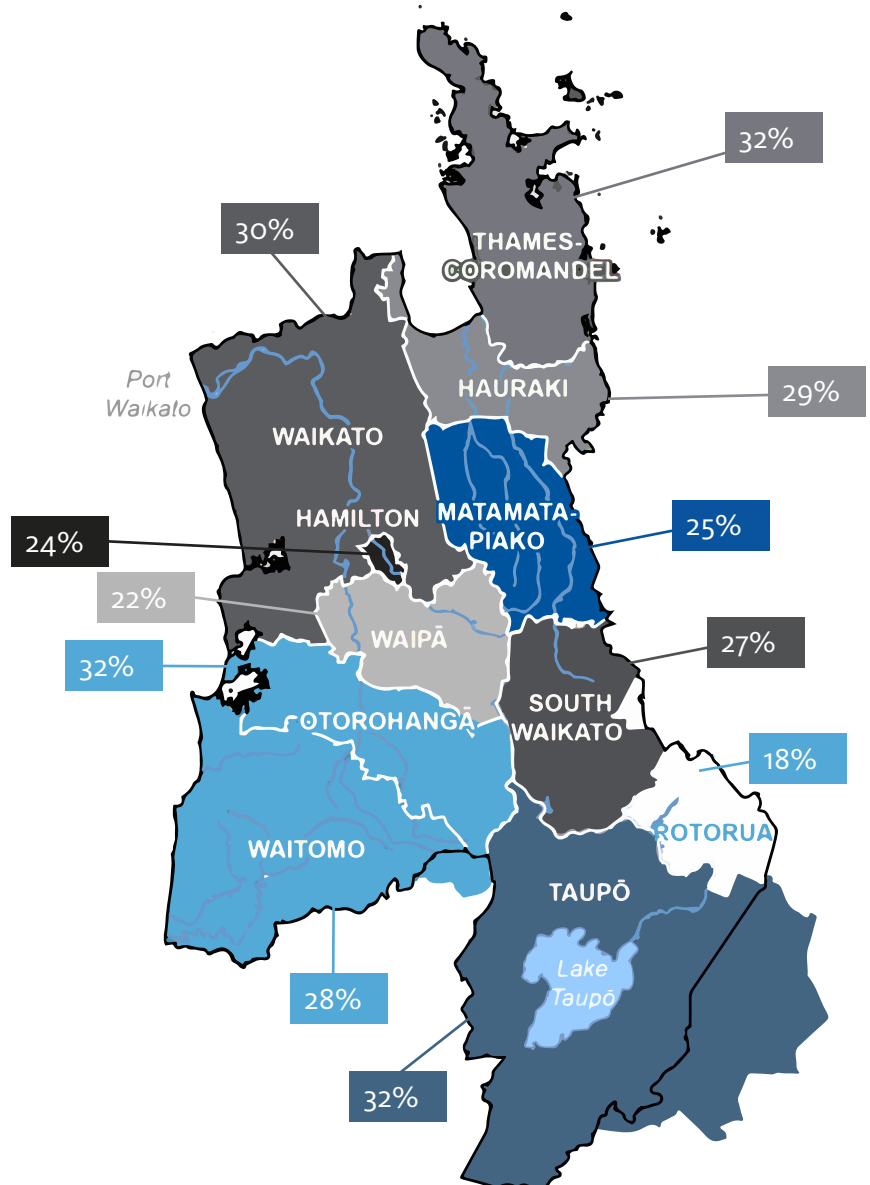 32%
30%
THAMES-
COROMANDEL
Port
Waikato
HAURAKI
29%
WAIKATO
HAMILTON
MATAMATA-
PIAKO
24%
25%
22%
WAIPĀ
32%
27%
SOUTH
WAIKATO
OTOROHANGĀ
18%
ROTORUA
WAITOMO
TAUPŌ
Lake
Taupō
28%
32%